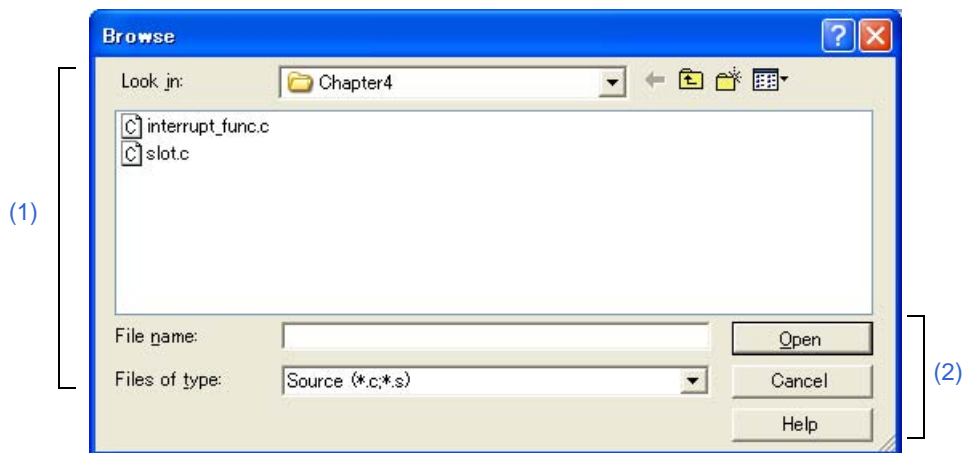 Browse
Look in: Chapter4
interrupt_func.c
slot.c
(1)
File name: Open
Files of type: Source (*.c;*.s) Cancel
(2)
Help